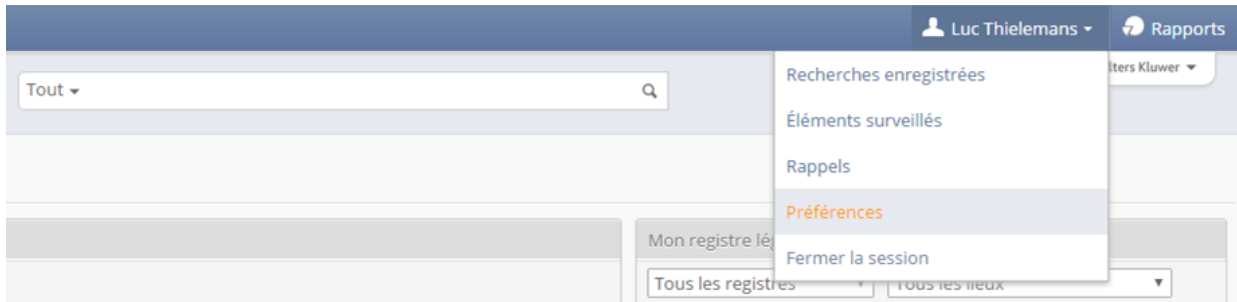 Luc Thielemans
Rapports
lters Kluwer
Tout
Recherches enregistrées
Éléments surveillés
Rappels
Préférences
Fermer la session
Mon registre lé
Tous les registres
Tous les lieux